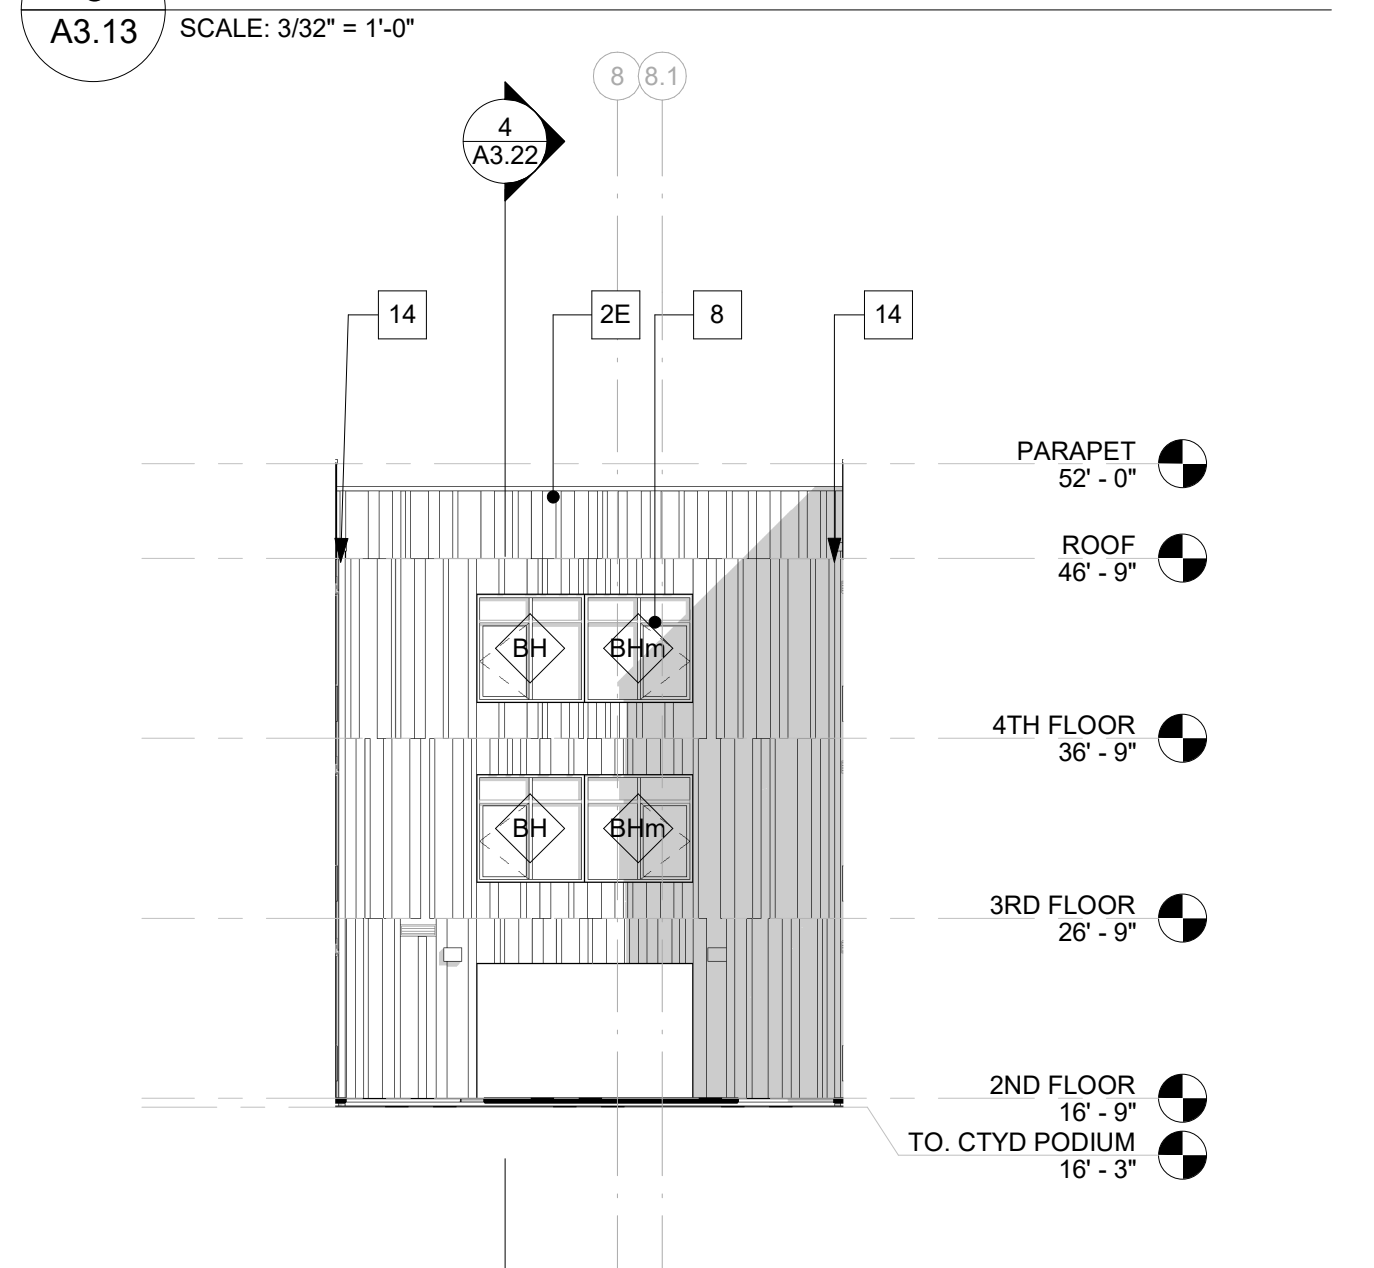 A3.13
SCALE: 3/32" = 1'-0"
8 8.1
4
A3.22
14 2E 8 14
PARAPET
52' - 0"
ROOF
46' - 9"
BH BHm
4TH FLOOR
36' - 9"
BH BHm
3RD FLOOR
26' - 9"
2ND FLOOR
16' - 9"
TO. CTYD PODIUM
16' - 3"